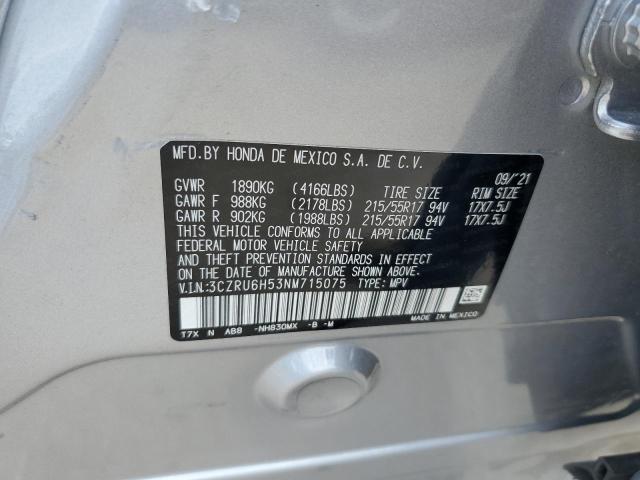 MFD.BY HONDA DE MEXICO S.A. DE C.V. 09/'21
GVWR 1890KG (4166LBS) TIRE SIZE RIM SIZE
GAWR F 988KG (2178LBS) 215/55R17 94V 17X7.5J
GAWR R 902KG (1988LBS) 215/55R17 94V 17X7.5J
THIS VEHICLE CONFORMS TO ALL APPLICABLE
FEDERAL MOTOR VEHICLE SAFETY
AND THEFT PREVENTION STANDARDS IN EFFECT
ON THE DATE OF MANUFACTURE SHOWN ABOVE.
V.IN:3CZRU6H53NM715075 TYPE:MPV
T7X N AB8 -NH830MX -B -M
MADE IN MEXICO